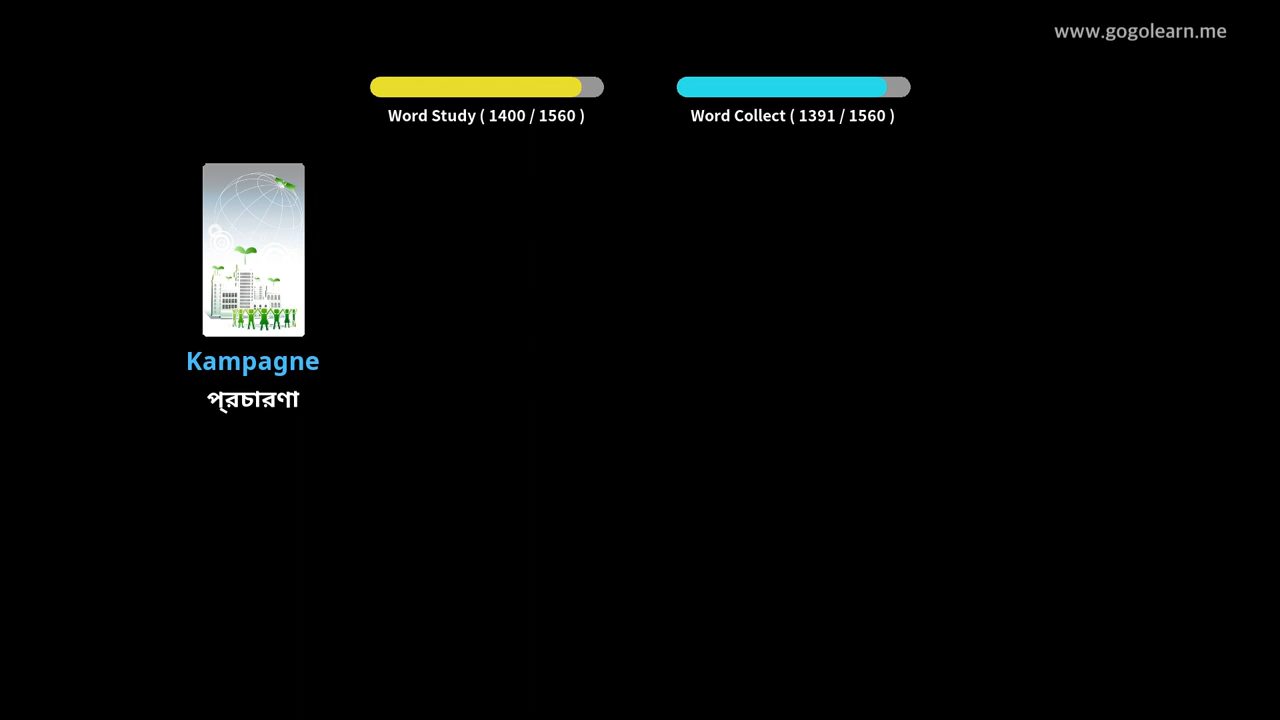 www.gogolearn.me
Word Study ( 1400 / 1560 )
Word Collect ( 1391 / 1560 )
Kampagne
প্রচারণা